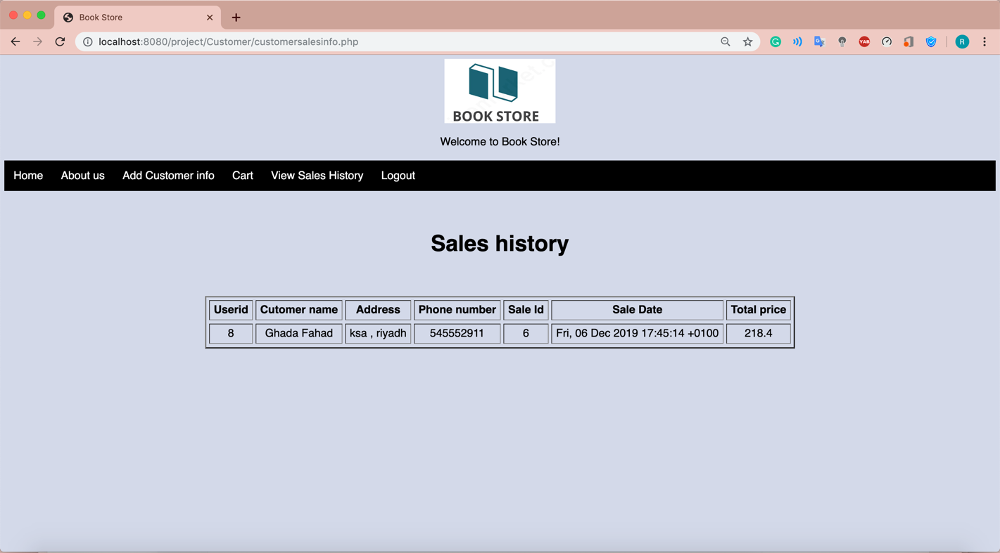 Book Store
localhost:8080/project/Customer/customersalesinfo.php
YAB
R
BOOK STORE
Welcome to Book Store!
Home About us Add Customer info Cart View Sales History Logout
Sales history
Userid Cutomer name Address Phone number Sale Id Sale Date Total price
8 Ghada Fahad ksa , riyadh 545552911 6 Fri, 06 Dec 2019 17:45:14 +0100 218.4